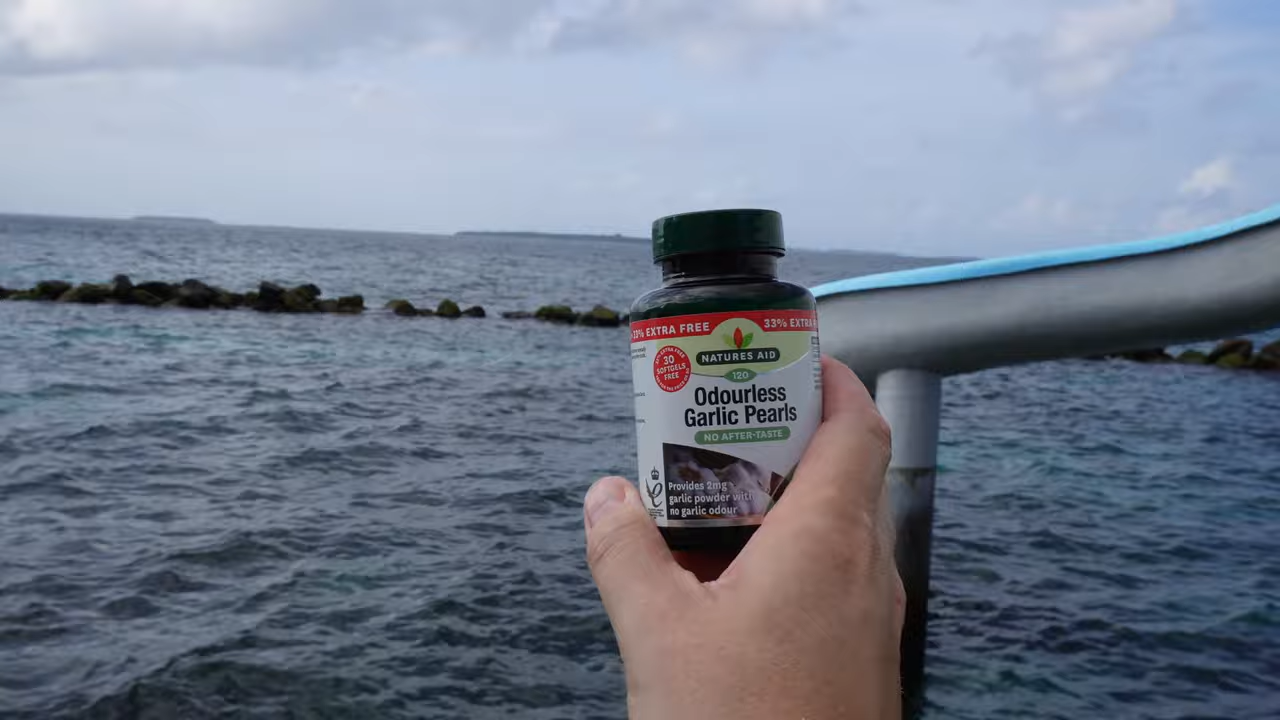 33% EXTRA FREE
33% EXTRA
30
SOFTGELS
FREE
NATURES AID
120
Odourless
Garlic Pearls
NO AFTER-TASTE
Provides 2mg
garlic powder with
no garlic odour